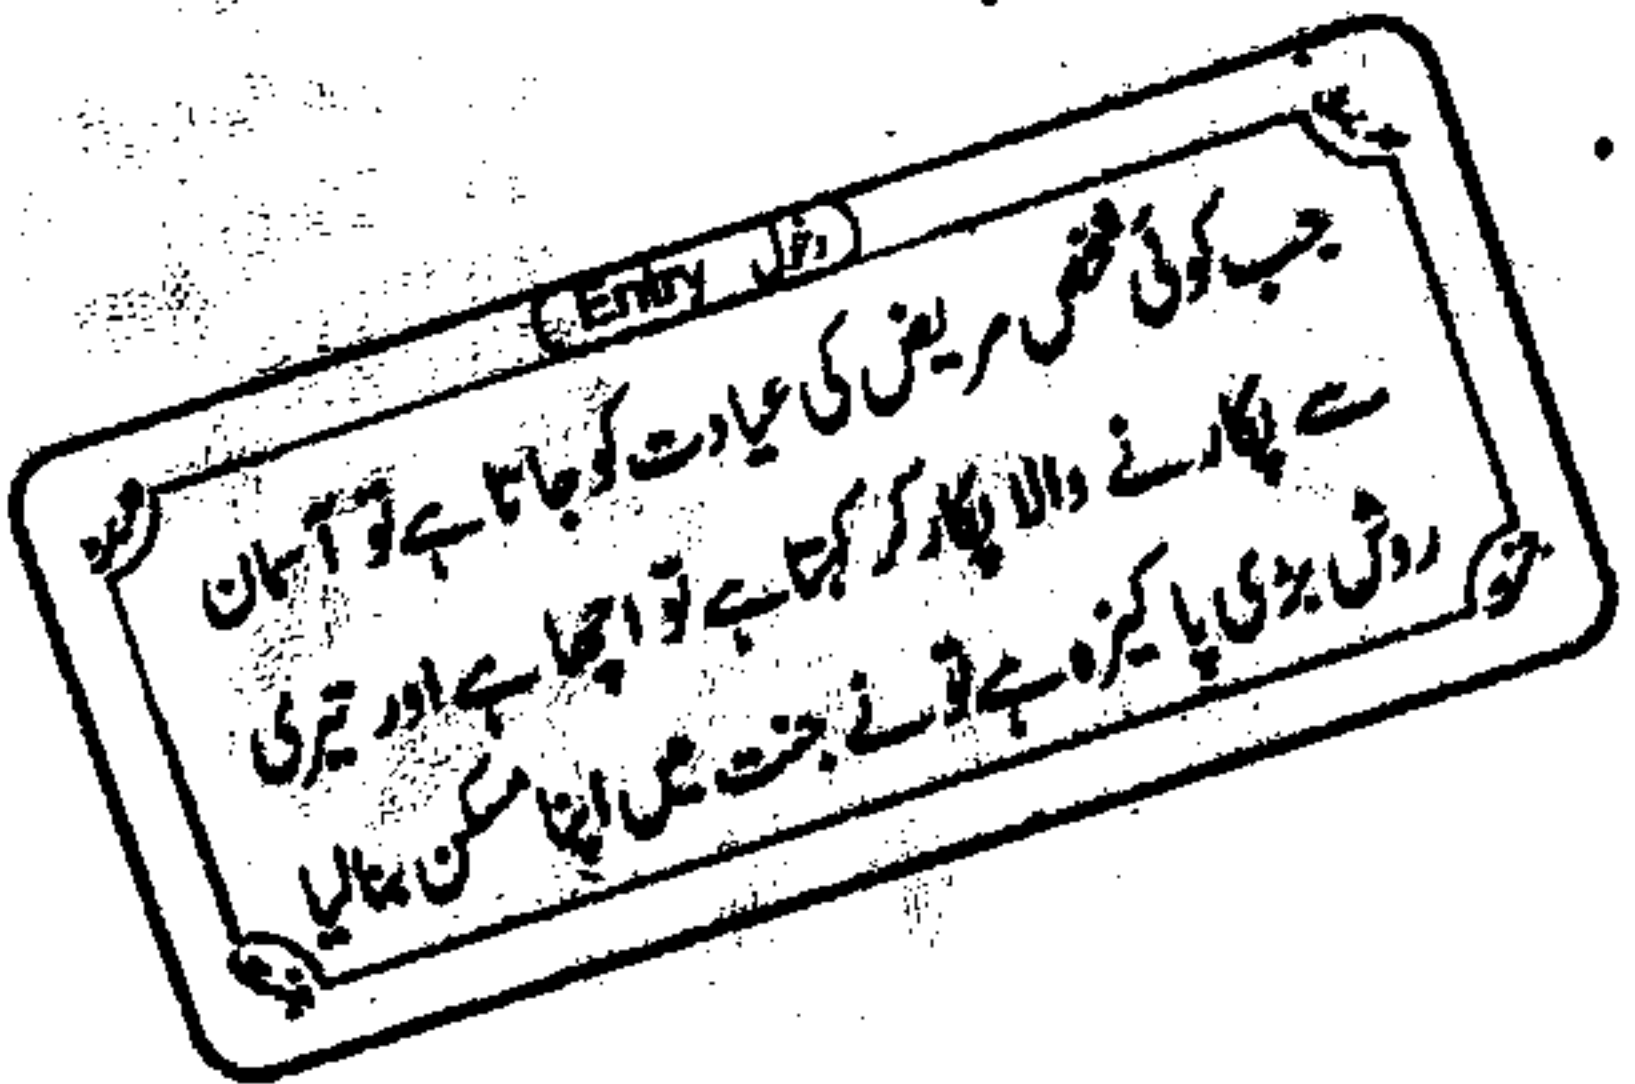 Entry دخل
جب کوئی شخص مریض کی عیادت کو جاتا ہے تو آسمان
سے پکارنے والا پکار کر کہتا ہے تو اچھا ہے اور تیری
روش بڑی پاکیزہ ہے تو نے جنت میں اپنا مسکن بنالیا